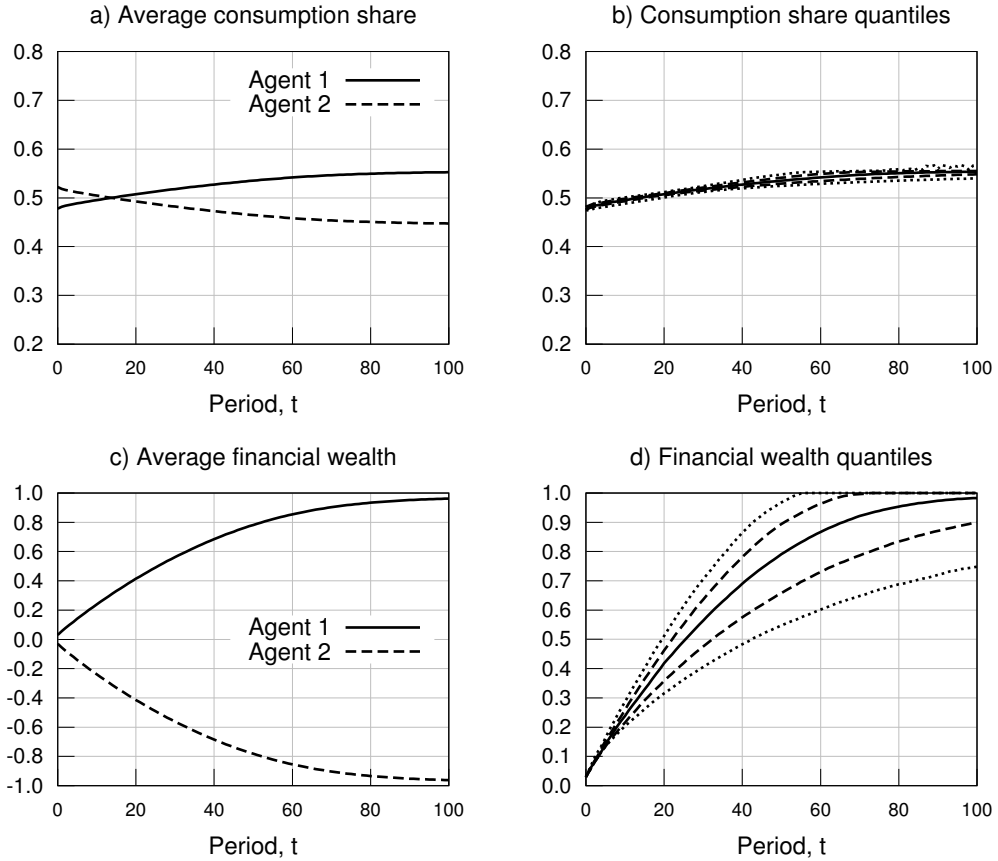 a) Average consumption share
0.8
0.7
0.6
0.5
0.4
0.3
0.2
Agent 1
Agent 2
0 20 40 60 80 100
Period, t
b) Consumption share quantiles
0.8
0.7
0.6
0.5
0.4
0.3
0.2
0 20 40 60 80 100
Period, t
c) Average financial wealth
1.0
0.8
0.6
0.4
0.2
0.0
-0.2
-0.4
-0.6
-0.8
-1.0
Agent 1
Agent 2
0 20 40 60 80 100
Period, t
d) Financial wealth quantiles
1.0
0.9
0.8
0.7
0.6
0.5
0.4
0.3
0.2
0.1
0.0
0 20 40 60 80 100
Period, t